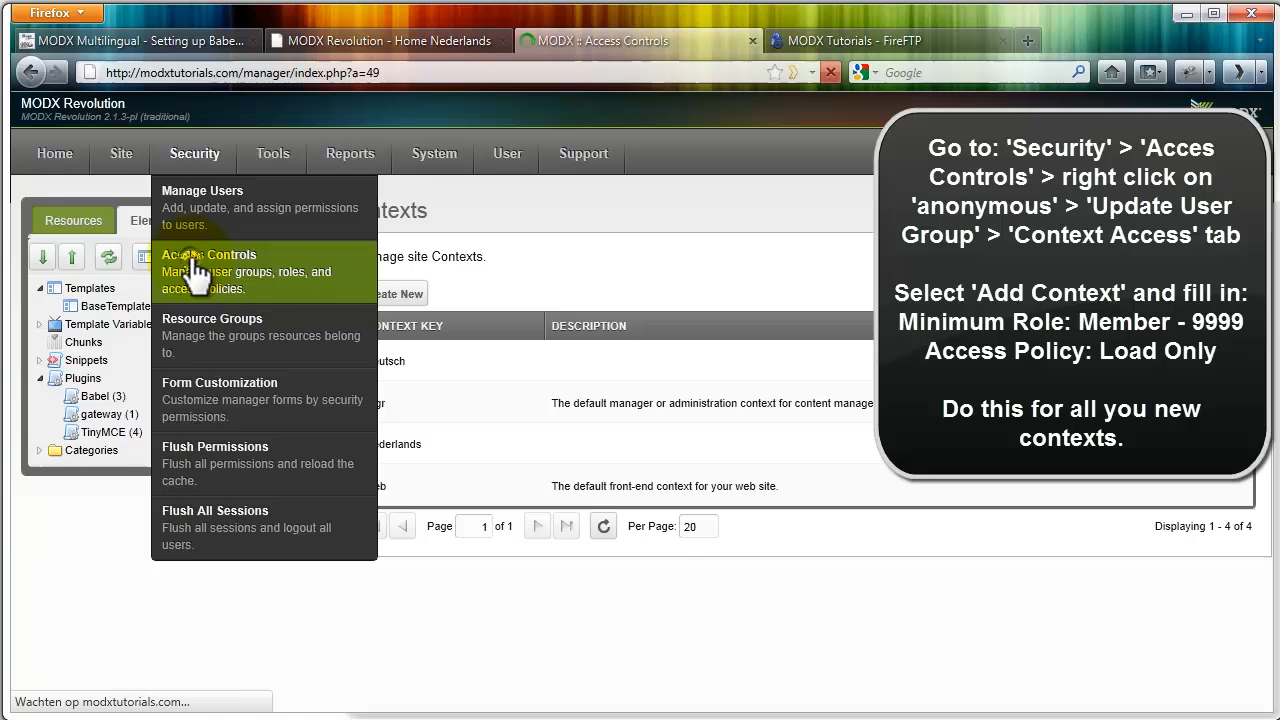 Firefox
MODX Multilingual - Setting up Babe...
MODX Revolution - Home Nederlands
MODX :: Access Controls
MODX Tutorials - FireFTP
http://modxtutorials.com/manager/index.php?a=49
Google
MODX Revolution
MODX Revolution 2.1.3-pl (traditional)
Home
Site
Security
Tools
Reports
System
User
Support
Go to: 'Security' > 'Acces
Controls' > right click on
'anonymous' > 'Update User
Group' > 'Context Access' tab
Select 'Add Context' and fill in:
Minimum Role: Member - 9999
Access Policy: Load Only
Do this for all you new
contexts.
Manage Users
Add, update, and assign permissions
to users.
Access Controls
Manage user groups, roles, and
access policies.
Resource Groups
Manage the groups resources belong
to.
Form Customization
Customize manager forms by security
permissions.
Flush Permissions
Flush all permissions and reload the
cache.
Flush All Sessions
Flush all sessions and logout all
users.
Resources
Elem
Templates
BaseTemplate
Template Variable
Chunks
Snippets
Plugins
Babel (3)
gateway (1)
TinyMCE (4)
Categories
ntexts
nage site Contexts.
eate New
ONTEXT KEY
DESCRIPTION
eutsch
gr
The default manager or administration context for content manage
ederlands
eb
The default front-end context for your web site.
Page 1 of 1
Per Page: 20
Displaying 1 - 4 of 4
Wachten op modxtutorials.com...